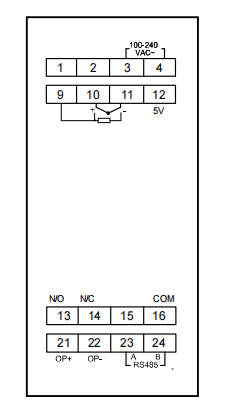 100-240
VAC~
1 2 3 4
9 10 11 12
+ - 5V
N/O N/C COM
13 14 15 16
21 22 23 24
OP+ OP- A B
RS485